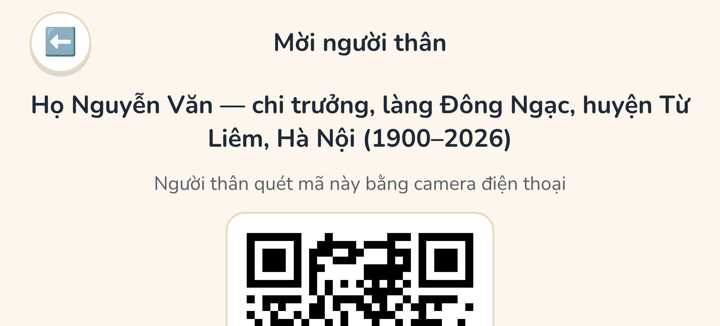 Mời người thân
Họ Nguyễn Văn — chi trưởng, làng Đông Ngạc, huyện Từ
Liêm, Hà Nội (1900–2026)
Người thân quét mã này bằng camera điện thoại